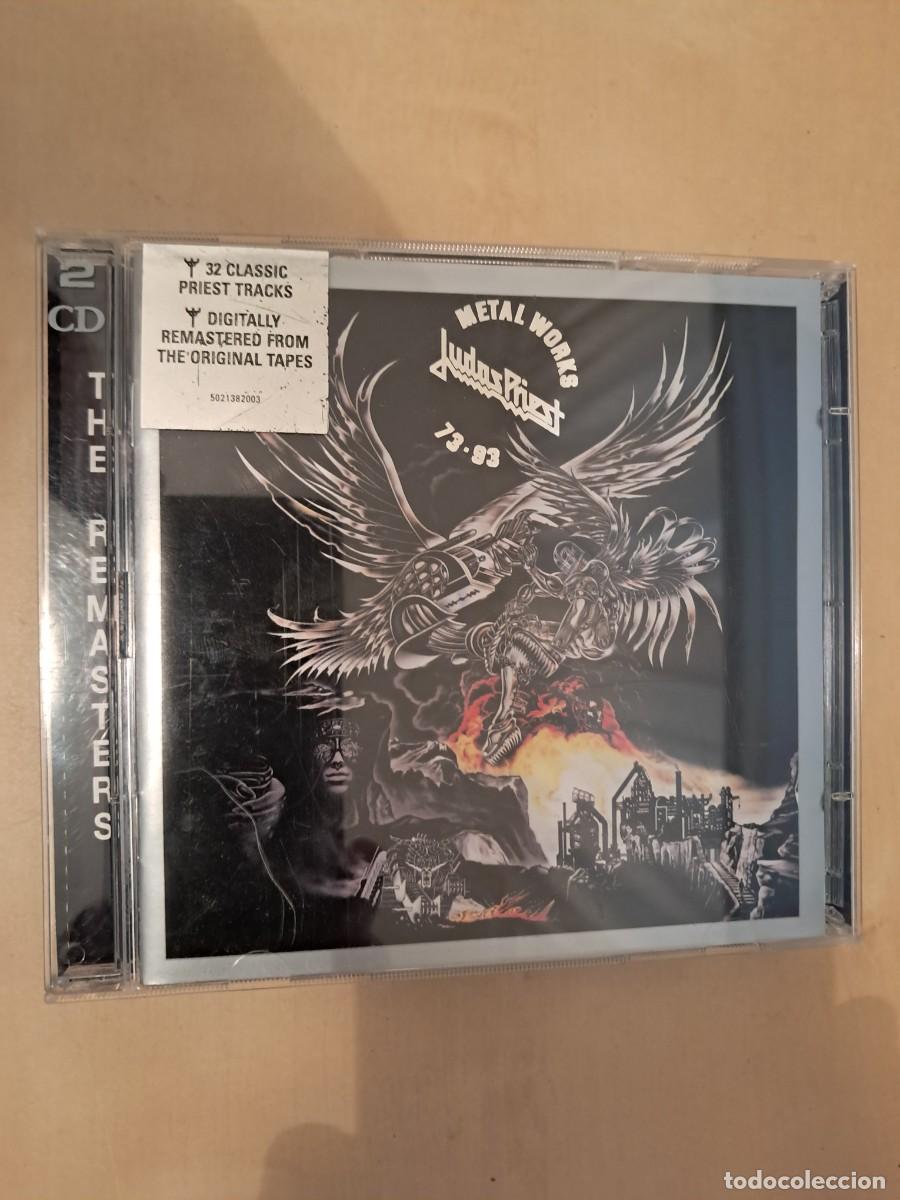 2
CD
THE REMASTERS
32 CLASSIC
PRIEST TRACKS
DIGITALLY
REMASTERED FROM
THE ORIGINAL TAPES
5021382003
METAL WORKS
Judas Priest
73-93
todocoleccion